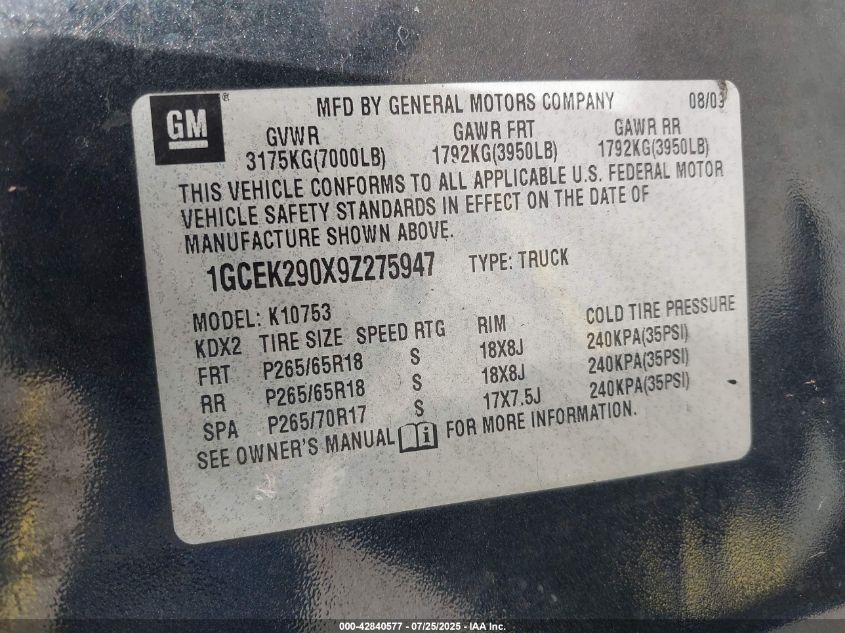 GM ® MFD BY GENERAL MOTORS COMPANY 08/03
GVWR GAWR FRT GAWR RR
3175KG(7000LB) 1792KG(3950LB) 1792KG(3950LB)
THIS VEHICLE CONFORMS TO ALL APPLICABLE U.S. FEDERAL MOTOR
VEHICLE SAFETY STANDARDS IN EFFECT ON THE DATE OF
MANUFACTURE SHOWN ABOVE.
1GCEK290X9Z275947 TYPE: TRUCK
MODEL: K10753
KDX2 TIRE SIZE SPEED RTG RIM COLD TIRE PRESSURE
FRT P265/65R18 S 18X8J 240KPA(35PSI)
RR P265/65R18 S 18X8J 240KPA(35PSI)
SPA P265/70R17 S 17X7.5J 240KPA(35PSI)
SEE OWNER'S MANUAL FOR MORE INFORMATION.
000-42840577 - 07/25/2025 - IAA Inc.